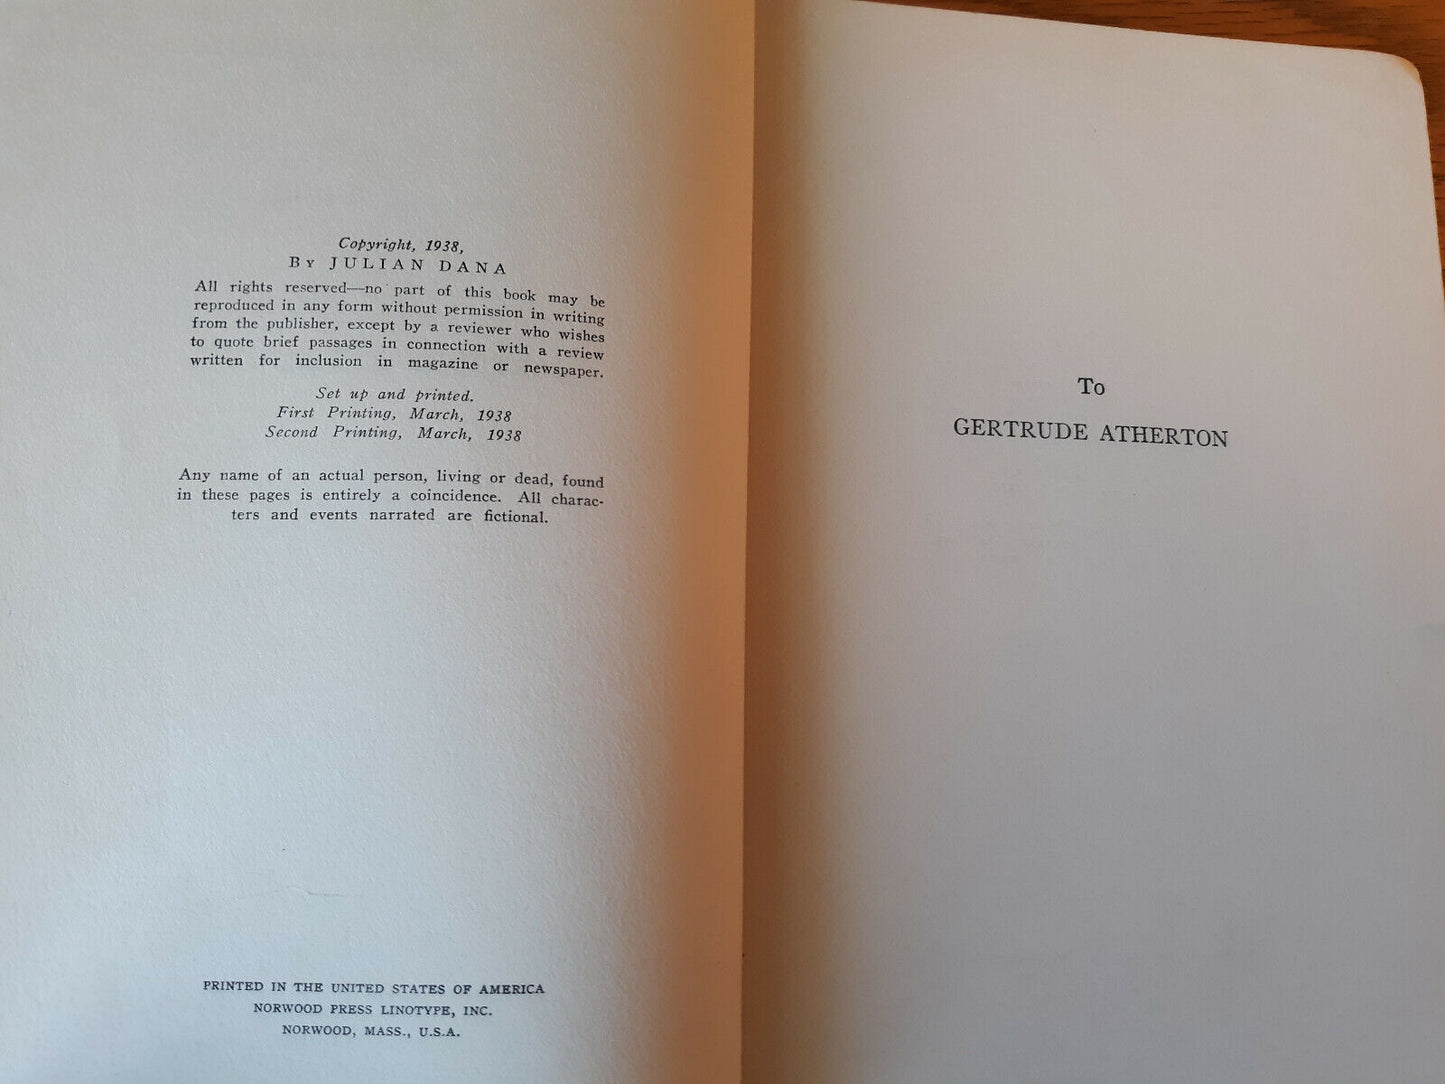 Copyright, 1938,
By JULIAN DANA
All rights reserved—no part of this book may be
reproduced in any form without permission in writing
from the publisher, except by a reviewer who wishes
to quote brief passages in connection with a review
written for inclusion in magazine or newspaper.
Set up and printed.
First Printing, March, 1938
Second Printing, March, 1938
Any name of an actual person, living or dead, found
in these pages is entirely a coincidence. All charac-
ters and events narrated are fictional.
PRINTED IN THE UNITED STATES OF AMERICA
NORWOOD PRESS LINOTYPE, INC.
NORWOOD, MASS., U.S.A.
To
GERTRUDE ATHERTON